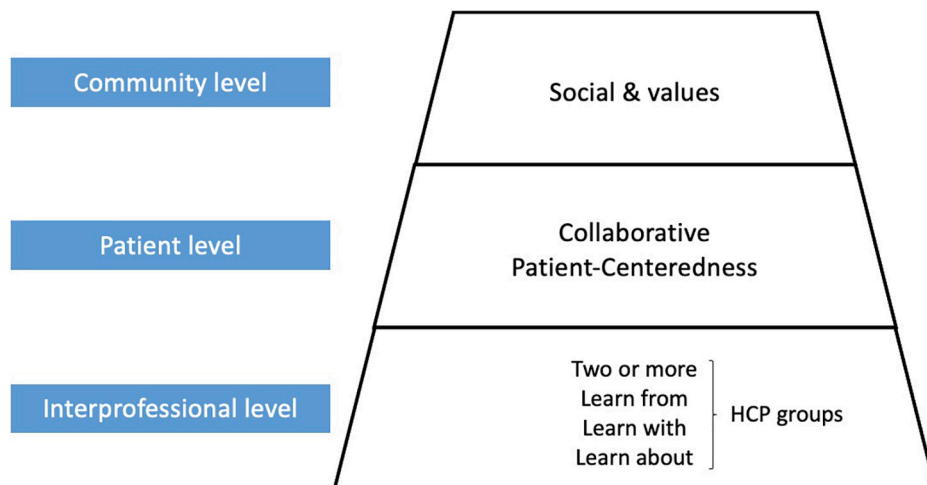 Community level
Social & values
Patient level
Collaborative
Patient-Centeredness
Interprofessional level
Two or more
Learn from
Learn with
Learn about
HCP groups